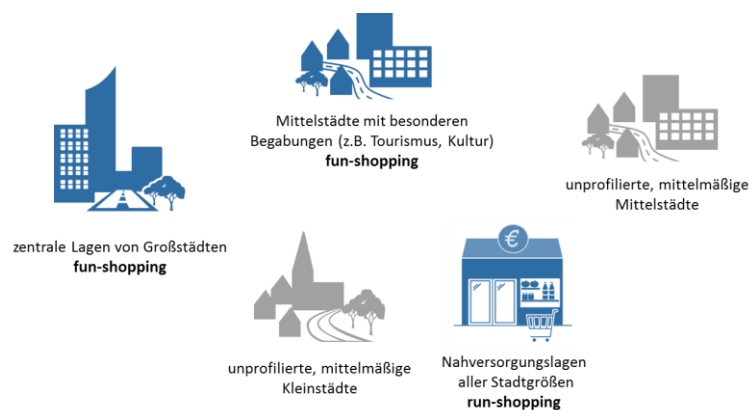 Mittelstädte mit besonderen
Begabungen (z.B. Tourismus, Kultur)
fun-shopping
unprofilierte, mittelmäßige
Mittelstädte
zentrale Lagen von Großstädten
fun-shopping
€
unprofilierte, mittelmäßige
Kleinstädte
Nahversorgungslagen
aller Stadtgrößen
run-shopping